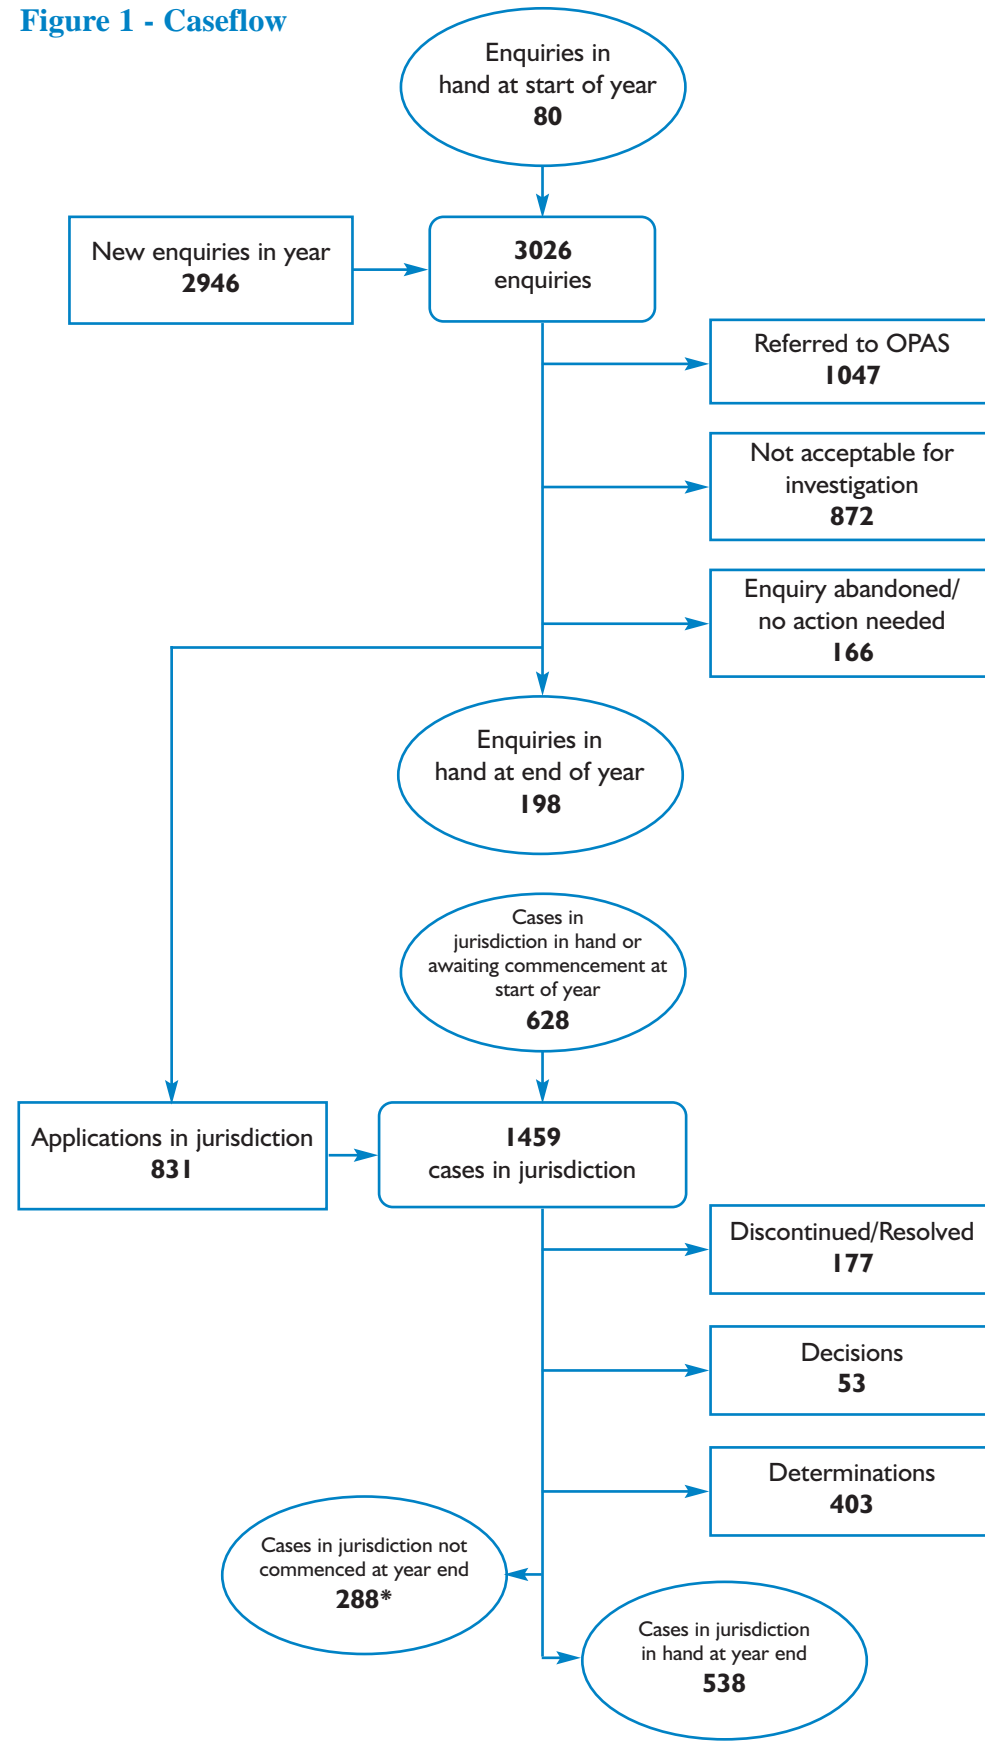 Figure 1 - Caseflow
Enquiries in
hand at start of year
80
New enquiries in year
2946
3026
enquiries
Referred to OPAS
1047
Not acceptable for
investigation
872
Enquiry abandoned/
no action needed
166
Enquiries in
hand at end of year
198
Cases in
jurisdiction in hand or
awaiting commencement at
start of year
628
Applications in jurisdiction
831
1459
cases in jurisdiction
Discontinued/Resolved
177
Decisions
53
Determinations
403
Cases in jurisdiction not
commenced at year end
288*
Cases in jurisdiction
in hand at year end
538